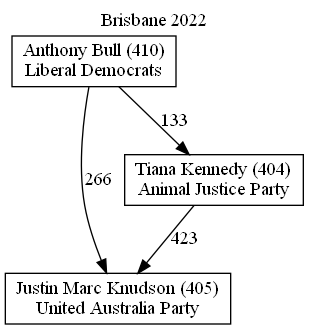 Brisbane 2022
Anthony Bull (410)
Liberal Democrats
133
266
Tiana Kennedy (404)
Animal Justice Party
423
Justin Marc Knudson (405)
United Australia Party